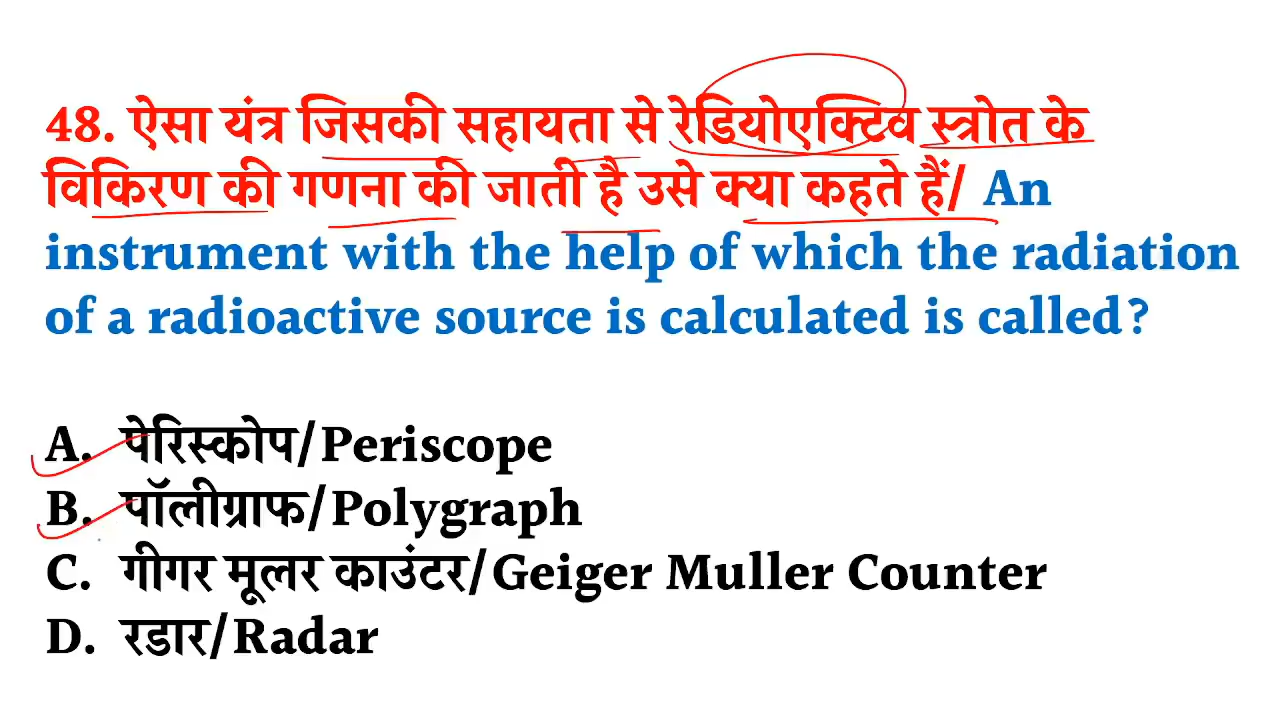 48. ऐसा यंत्र जिसकी सहायता से रेडियोएक्टिव स्त्रोत के
विकिरण की गणना की जाती है उसे क्या कहते हैं/ An
instrument with the help of which the radiation
of a radioactive source is calculated is called?
A. पेरिस्कोप/Periscope
B. पॉलीग्राफ/Polygraph
C. गीगर मूलर काउंटर/Geiger Muller Counter
D. रडार/Radar